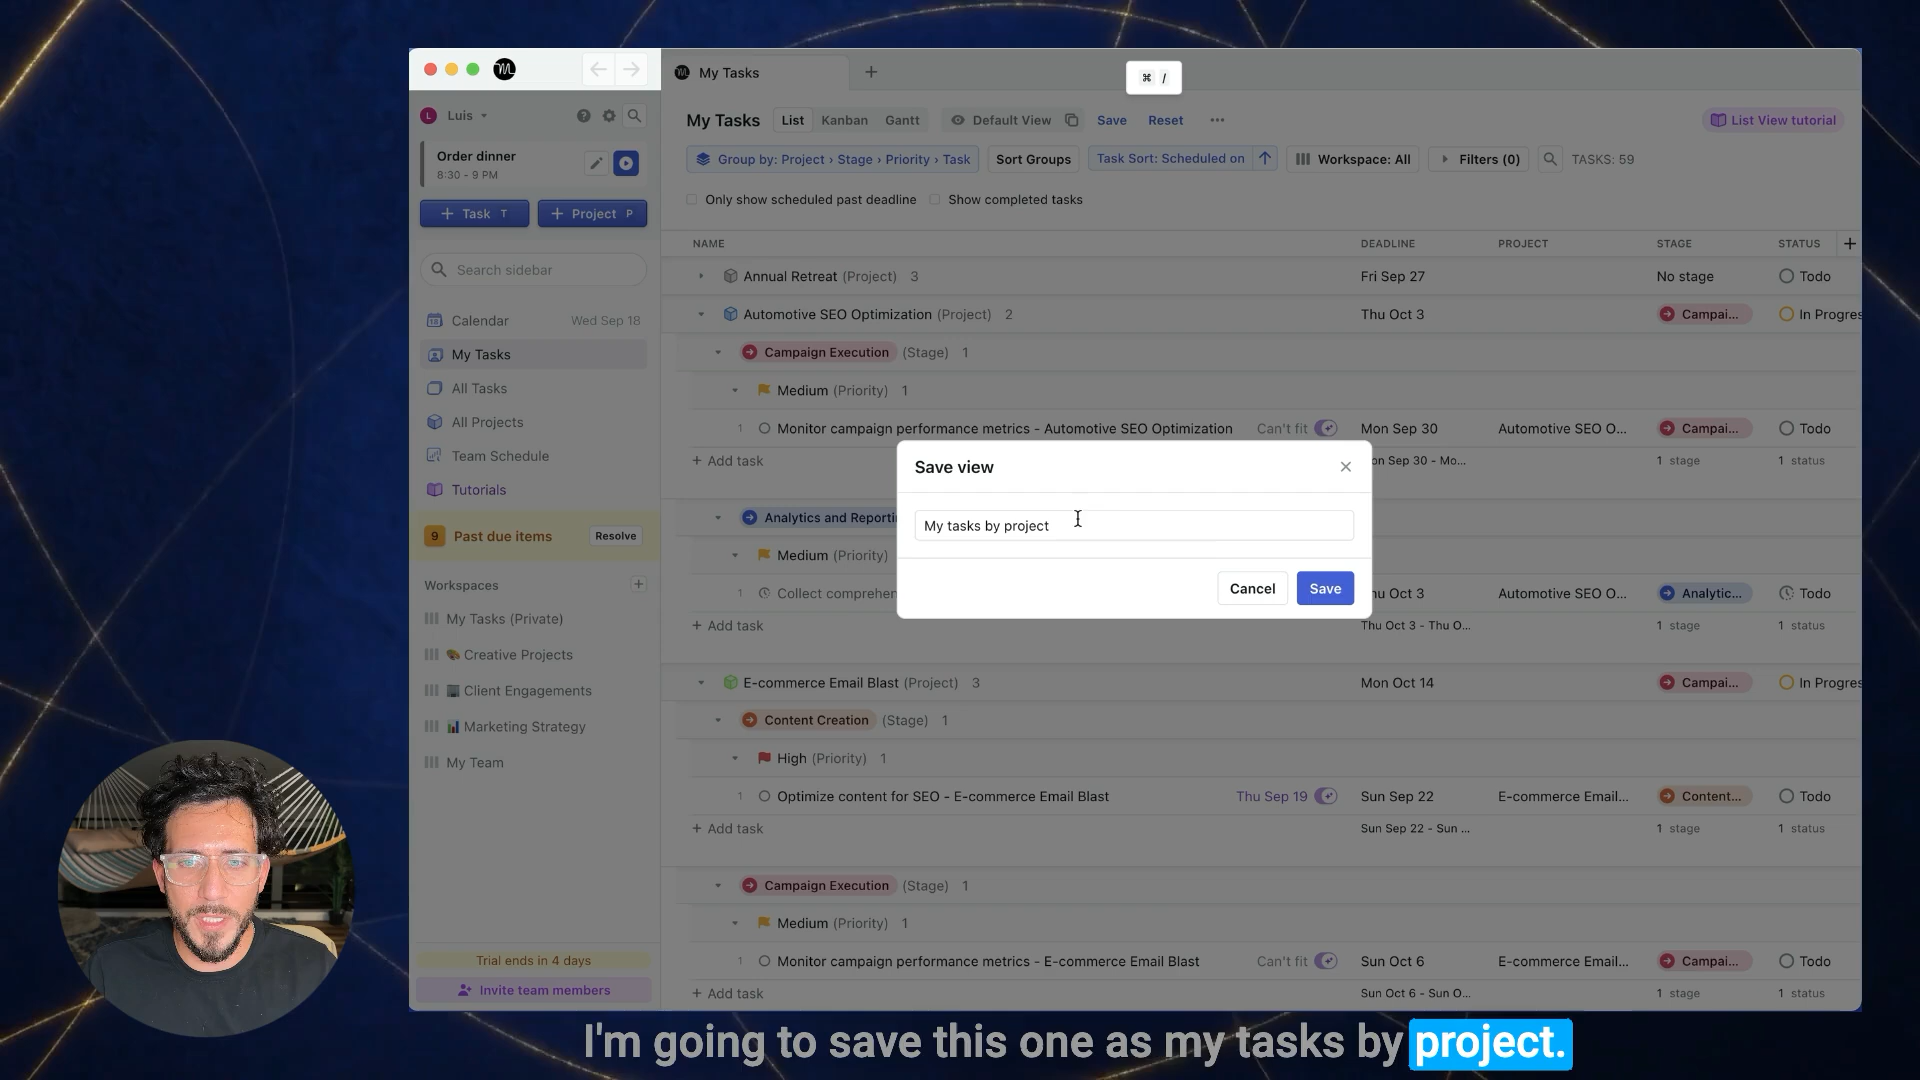 My Tasks
⌘ /
Luis
Order dinner
8:30 - 9 PM
+ Task T
+ Project P
Search sidebar
Calendar Wed Sep 18
My Tasks
All Tasks
All Projects
Team Schedule
Tutorials
9 Past due items Resolve
Workspaces
My Tasks (Private)
Creative Projects
Client Engagements
Marketing Strategy
My Team
Trial ends in 4 days
Invite team members
My Tasks List Kanban Gantt Default View Save Reset ••• List View tutorial
Group by: Project › Stage › Priority › Task Sort Groups Task Sort: Scheduled on Workspace: All Filters (0) TASKS: 59
Only show scheduled past deadline Show completed tasks
NAME DEADLINE PROJECT STAGE STATUS
Annual Retreat (Project) 3 Fri Sep 27 No stage Todo
Automotive SEO Optimization (Project) 2 Thu Oct 3 Campai... In Progres
Campaign Execution (Stage) 1
Medium (Priority) 1
1 Monitor campaign performance metrics - Automotive SEO Optimization Can't fit Mon Sep 30 Automotive SEO O... Campai... Todo
+ Add task on Sep 30 - Mo... 1 stage 1 status
Analytics and Reporti
Medium (Priority)
1 Collect comprehen hu Oct 3 Automotive SEO O... Analytic... Todo
+ Add task Thu Oct 3 - Thu O... 1 stage 1 status
Save view
My tasks by project
Cancel Save
E-commerce Email Blast (Project) 3 Mon Oct 14 Campai... In Progres
Content Creation (Stage) 1
High (Priority) 1
1 Optimize content for SEO - E-commerce Email Blast Thu Sep 19 Sun Sep 22 E-commerce Email... Content... Todo
+ Add task Sun Sep 22 - Sun ... 1 stage 1 status
Campaign Execution (Stage) 1
Medium (Priority) 1
1 Monitor campaign performance metrics - E-commerce Email Blast Can't fit Sun Oct 6 E-commerce Email... Campai... Todo
+ Add task Sun Oct 6 - Sun O... 1 stage 1 status
I'm going to save this one as my tasks by project.